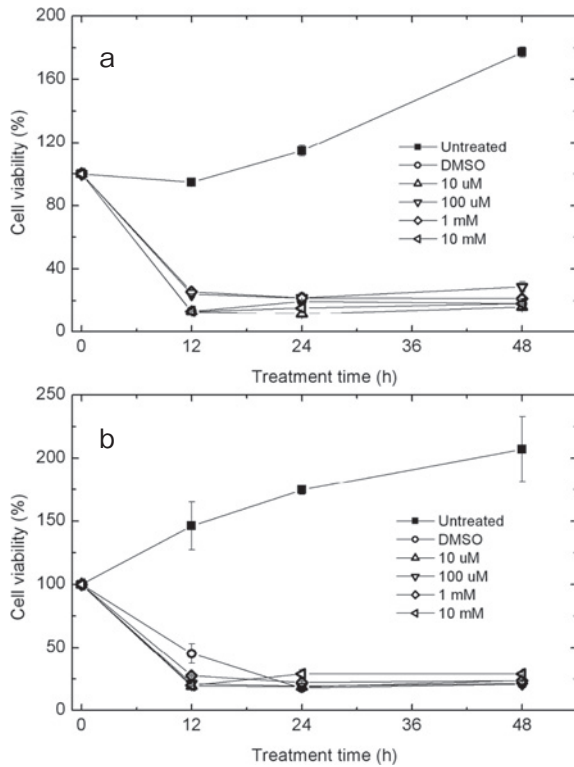 a
180
160
120
80
40
0
Cell viability (%)
Untreated
DMSO
10 uM
100 uM
1 mM
10 mM
0 12 24 36 48
Treatment time (h)
b
250
200
150
100
50
0
Cell viability (%)
Untreated
DMSO
10 uM
100 uM
1 mM
10 mM
0 12 24 36 48
Treatment time (h)